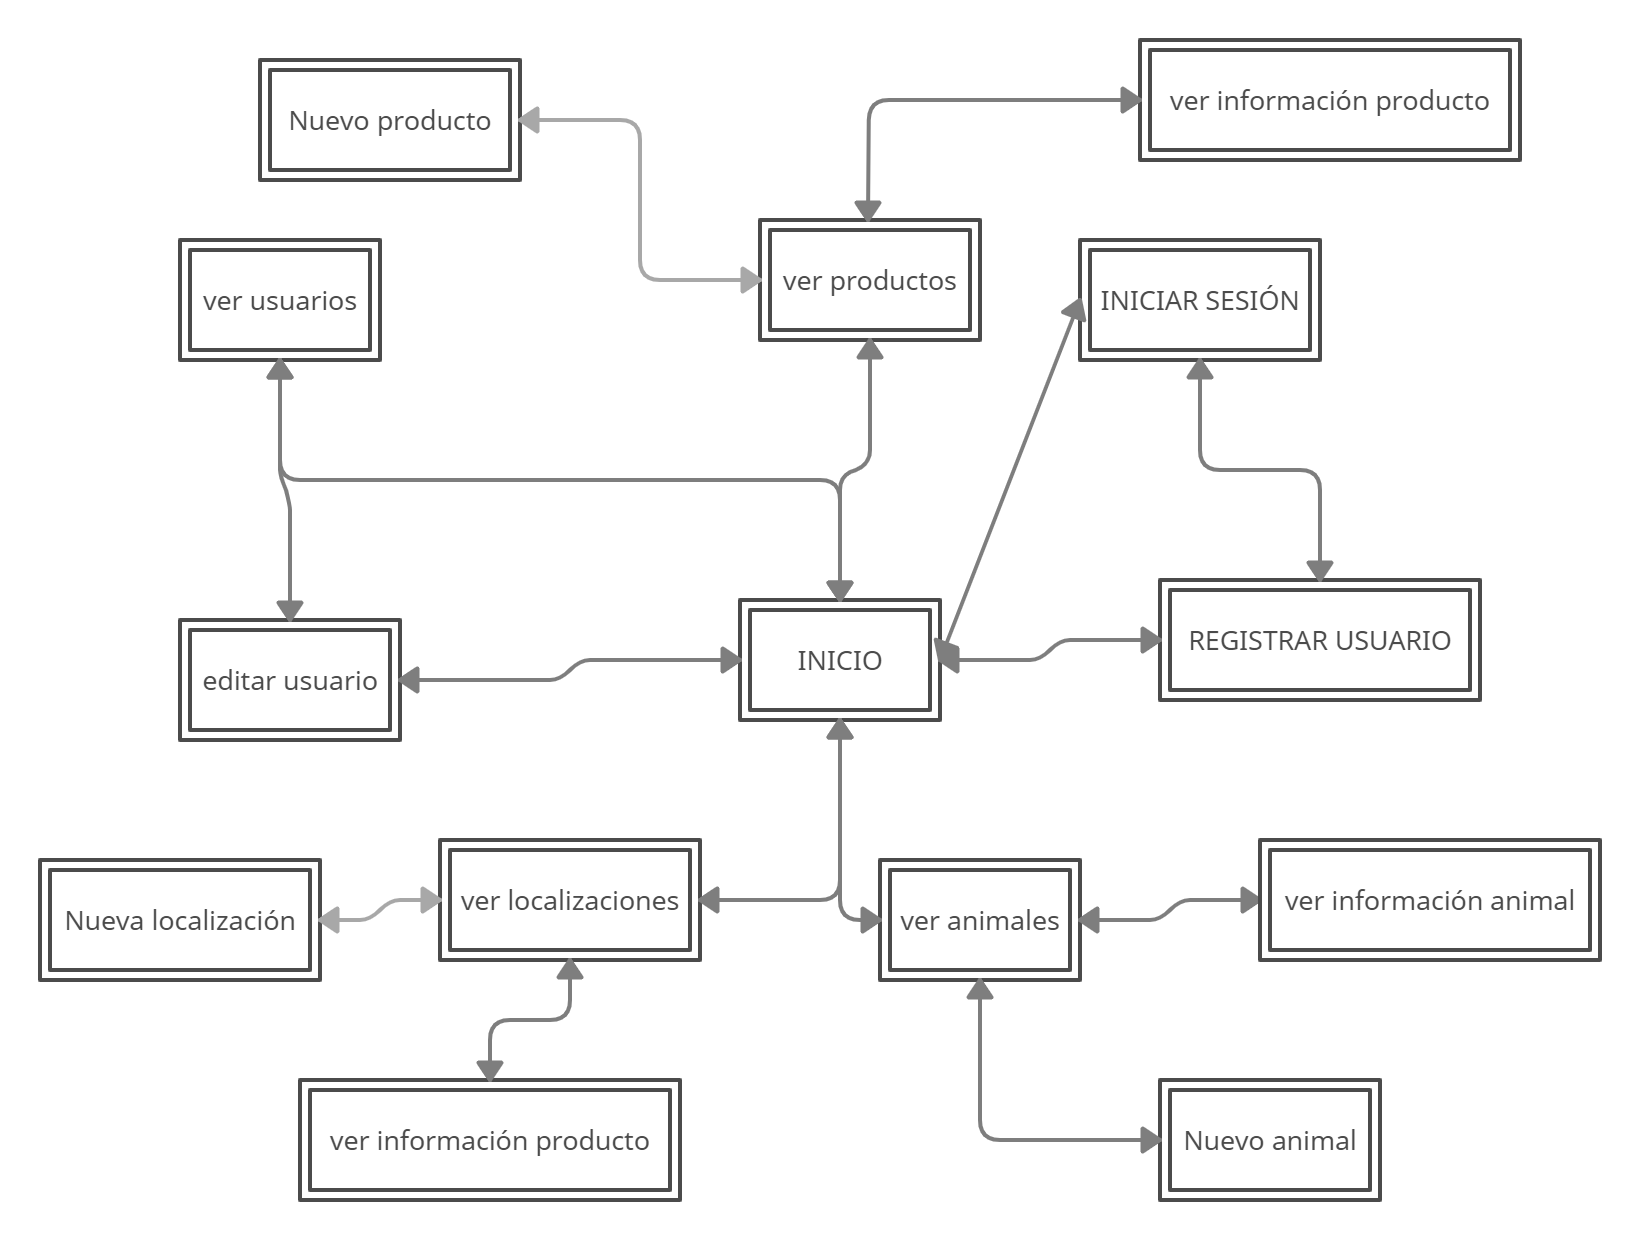 ver información producto
Nuevo producto
ver productos
ver usuarios
INICIAR SESIÓN
REGISTRAR USUARIO
INICIO
editar usuario
ver localizaciones
ver información animal
Nueva localización
ver animales
ver información producto
Nuevo animal